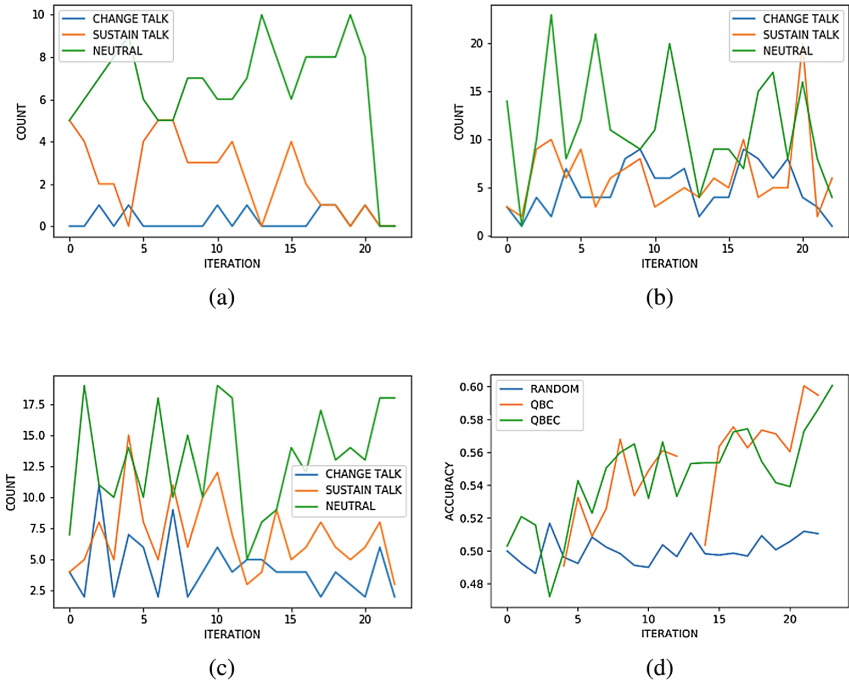 10
8
6
4
2
0
COUNT
CHANGE TALK
SUSTAIN TALK
NEUTRAL
0 5 10 15 20
ITERATION
(a)
20
15
10
5
0
COUNT
CHANGE TALK
SUSTAIN TALK
NEUTRAL
0 5 10 15 20
ITERATION
(b)
17.5
15.0
12.5
10.0
7.5
5.0
2.5
COUNT
CHANGE TALK
SUSTAIN TALK
NEUTRAL
0 5 10 15 20
ITERATION
(c)
0.60
0.58
0.56
0.54
0.52
0.50
0.48
ACCURACY
RANDOM
QBC
QBEC
0 5 10 15 20
ITERATION
(d)